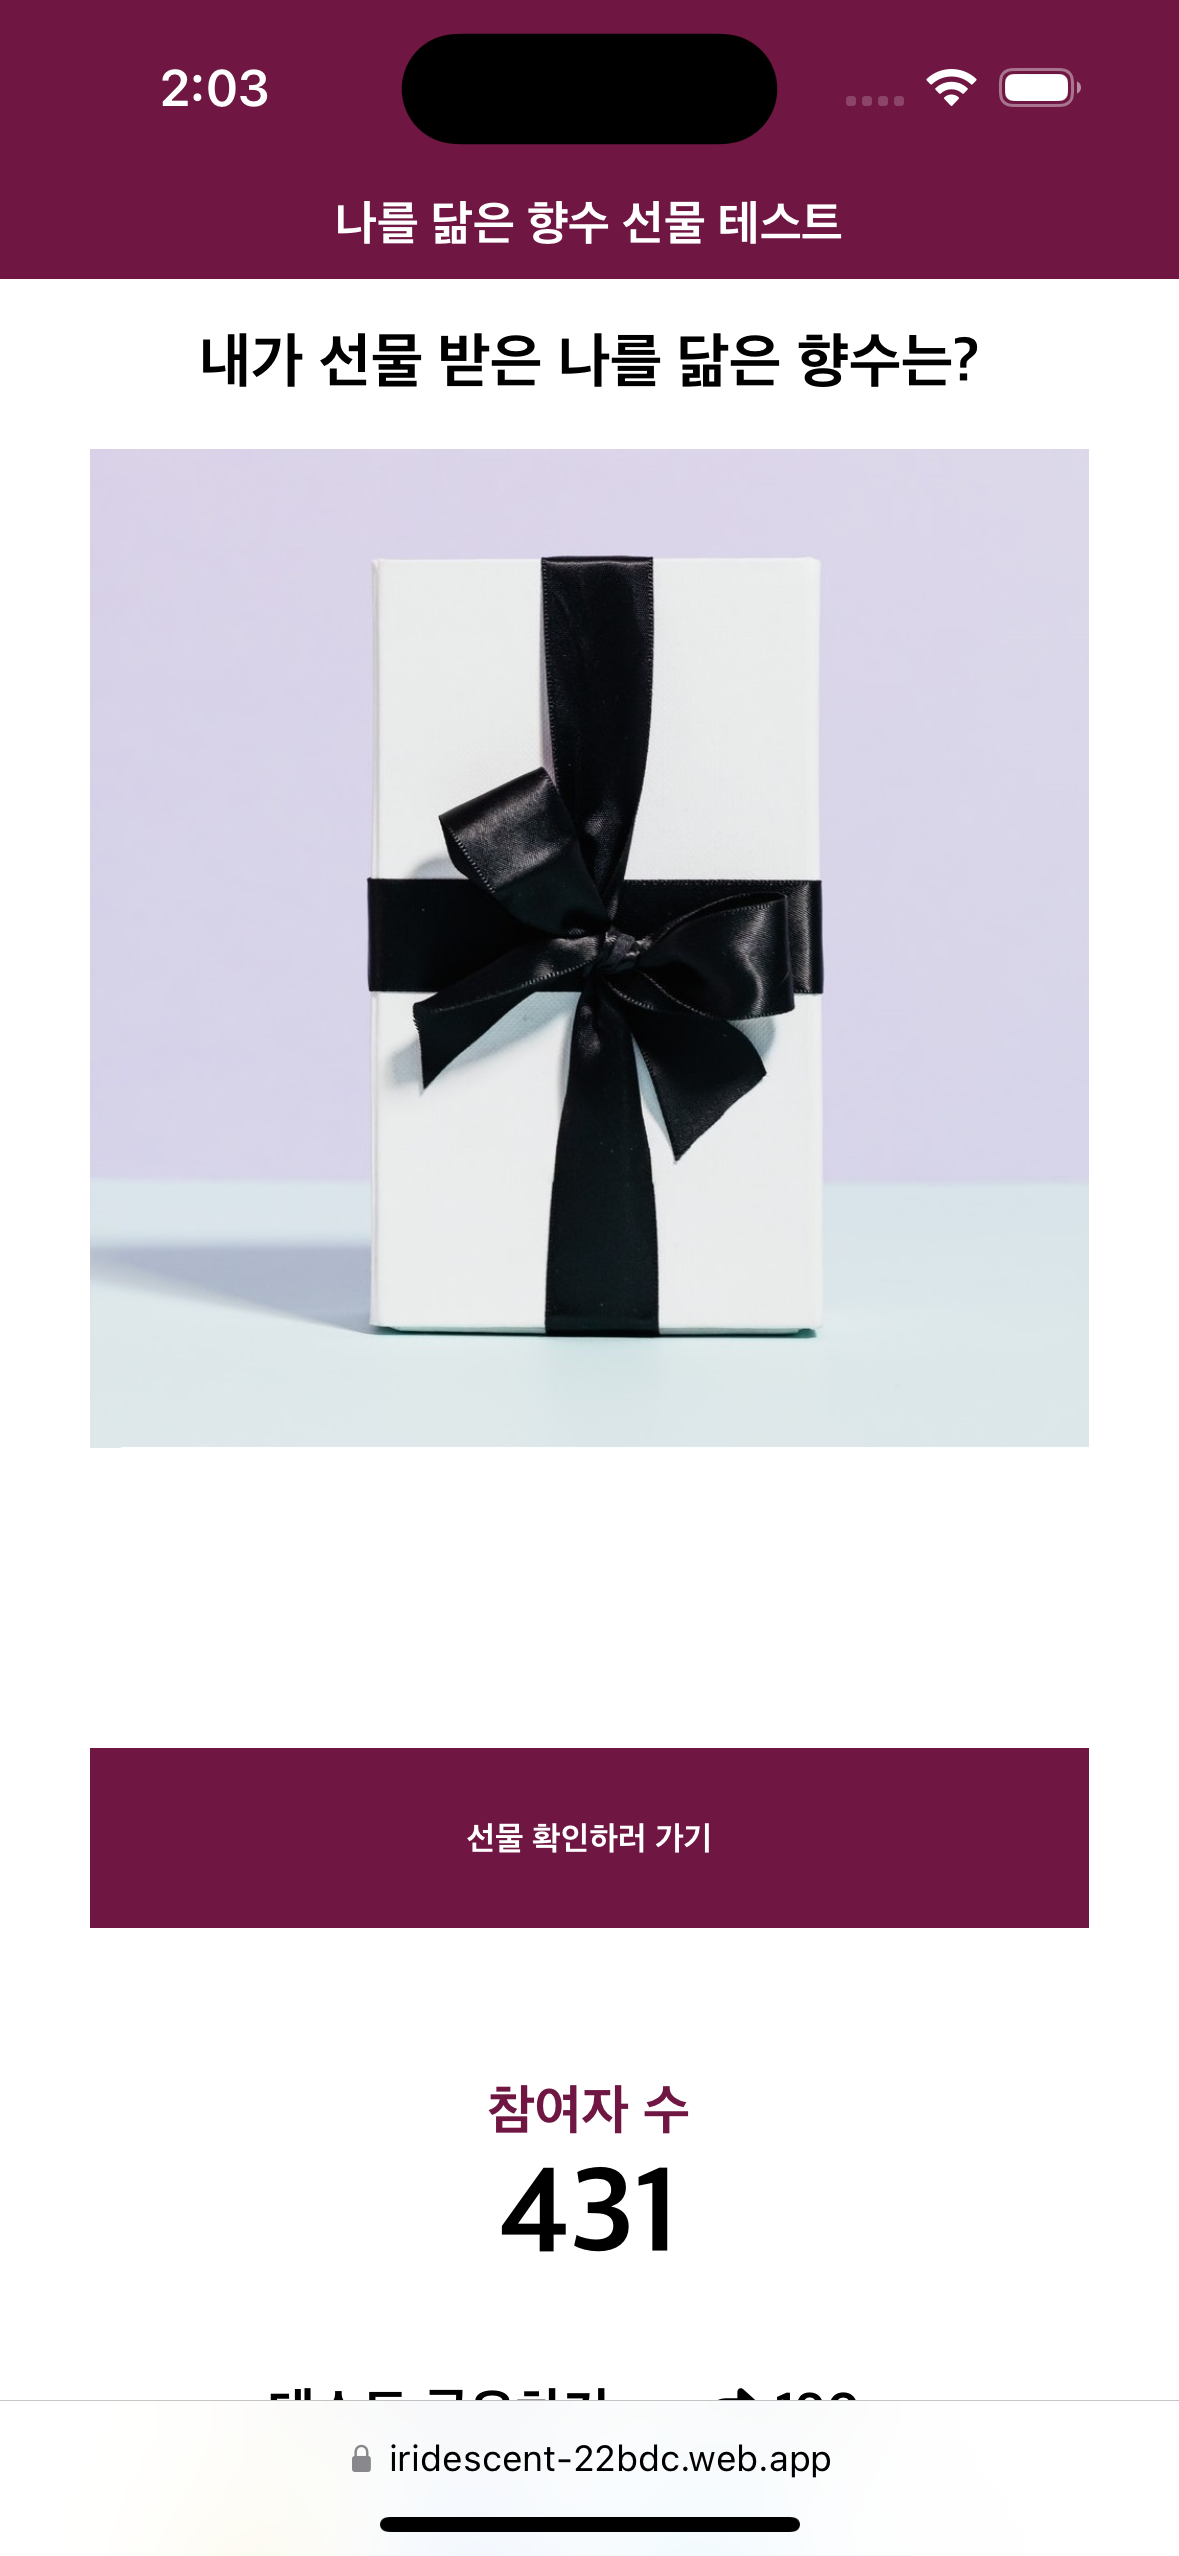 2:03
나를 닮은 향수 선물 테스트
내가 선물 받은 나를 닮은 향수는?
선물 확인하러 가기
참여자 수
431
iridescent-22bdc.web.app